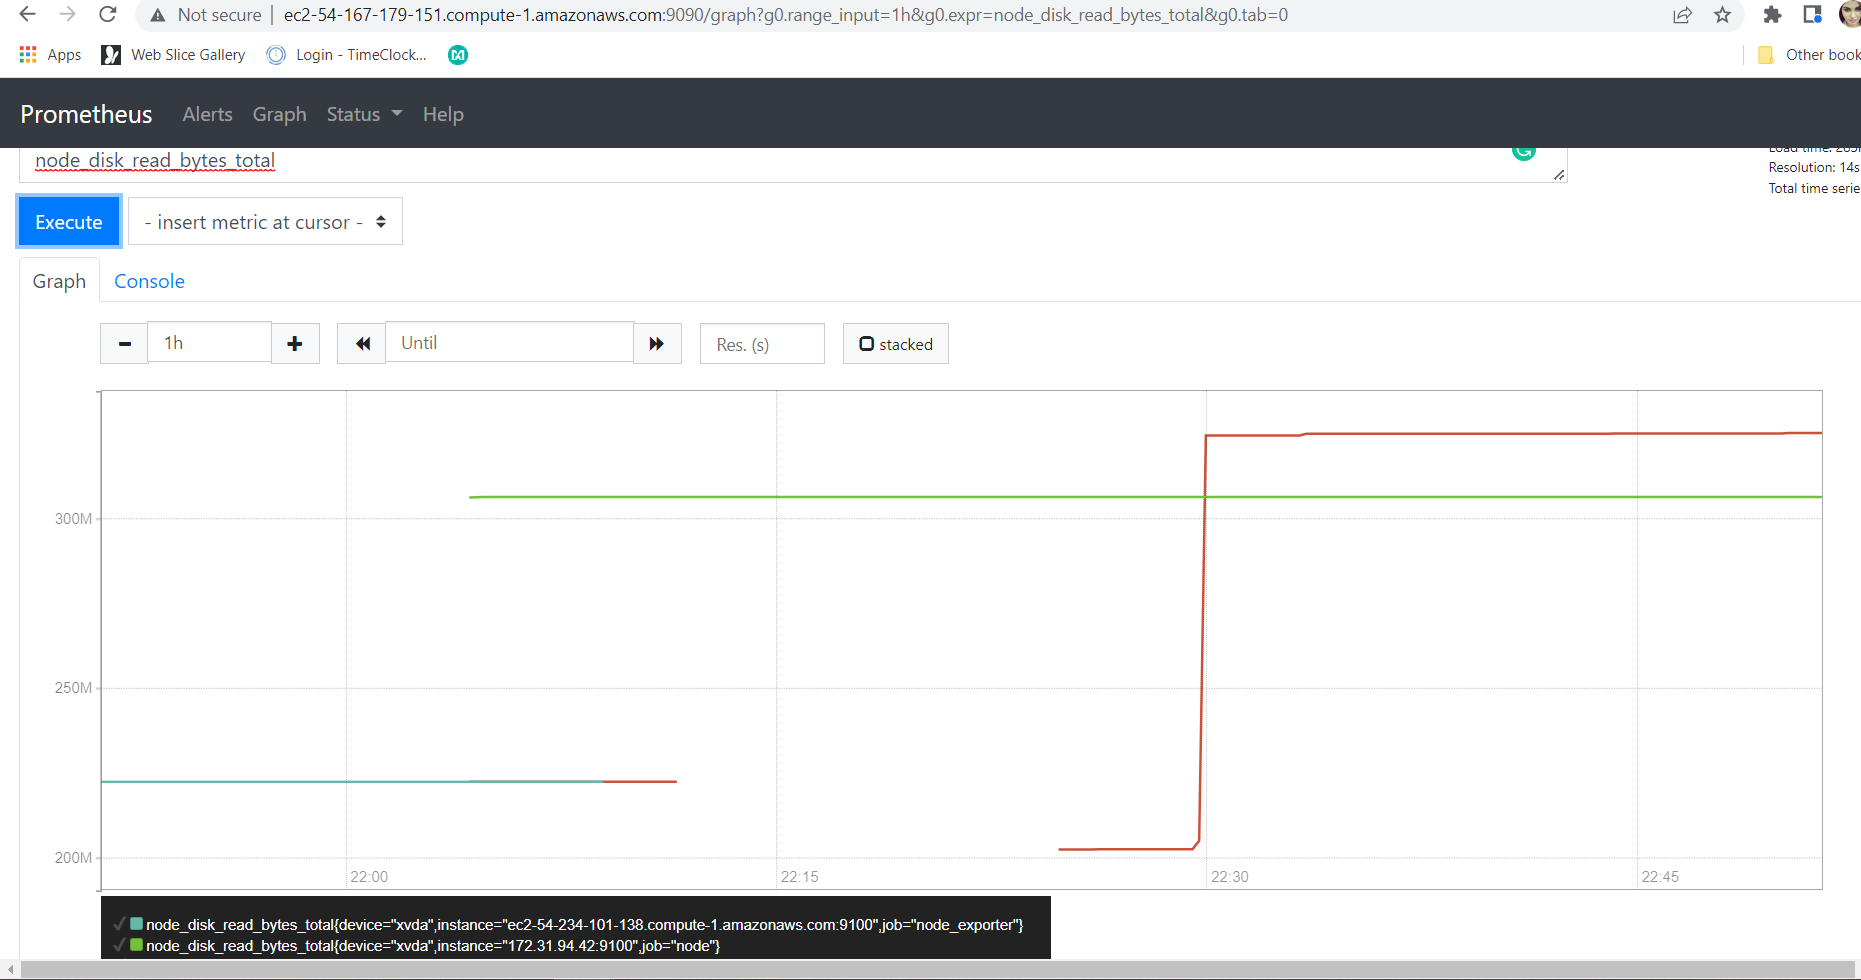 Not secure | ec2-54-167-179-151.compute-1.amazonaws.com:9090/graph?g0.range_input=1h&g0.expr=node_disk_read_bytes_total&g0.tab=0
Apps Web Slice Gallery Login - TimeClock... Other book
Prometheus Alerts Graph Status Help
node_disk_read_bytes_total
Resolution: 14s
Total time serie
Execute - insert metric at cursor -
Graph Console
1h Until Res. (s) stacked
300M
250M
200M
22:00 22:15 22:30 22:45
node_disk_read_bytes_total{device="xvda",instance="ec2-54-234-101-138.compute-1.amazonaws.com:9100",job="node_exporter"}
node_disk_read_bytes_total{device="xvda",instance="172.31.94.42:9100",job="node"}